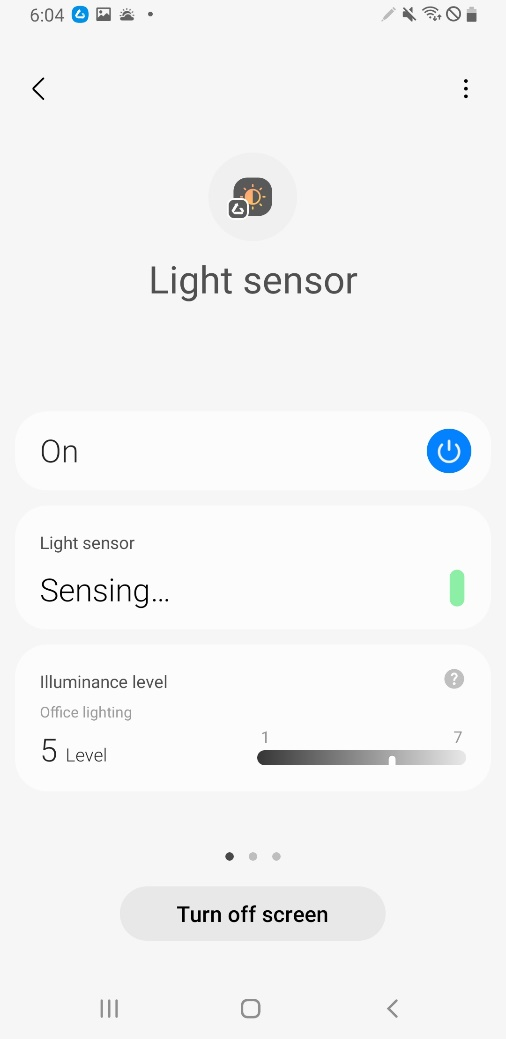 6:04
Light sensor
On
Light sensor
Sensing...
Illuminance level
?
Office lighting
5 Level
1 7
Turn off screen